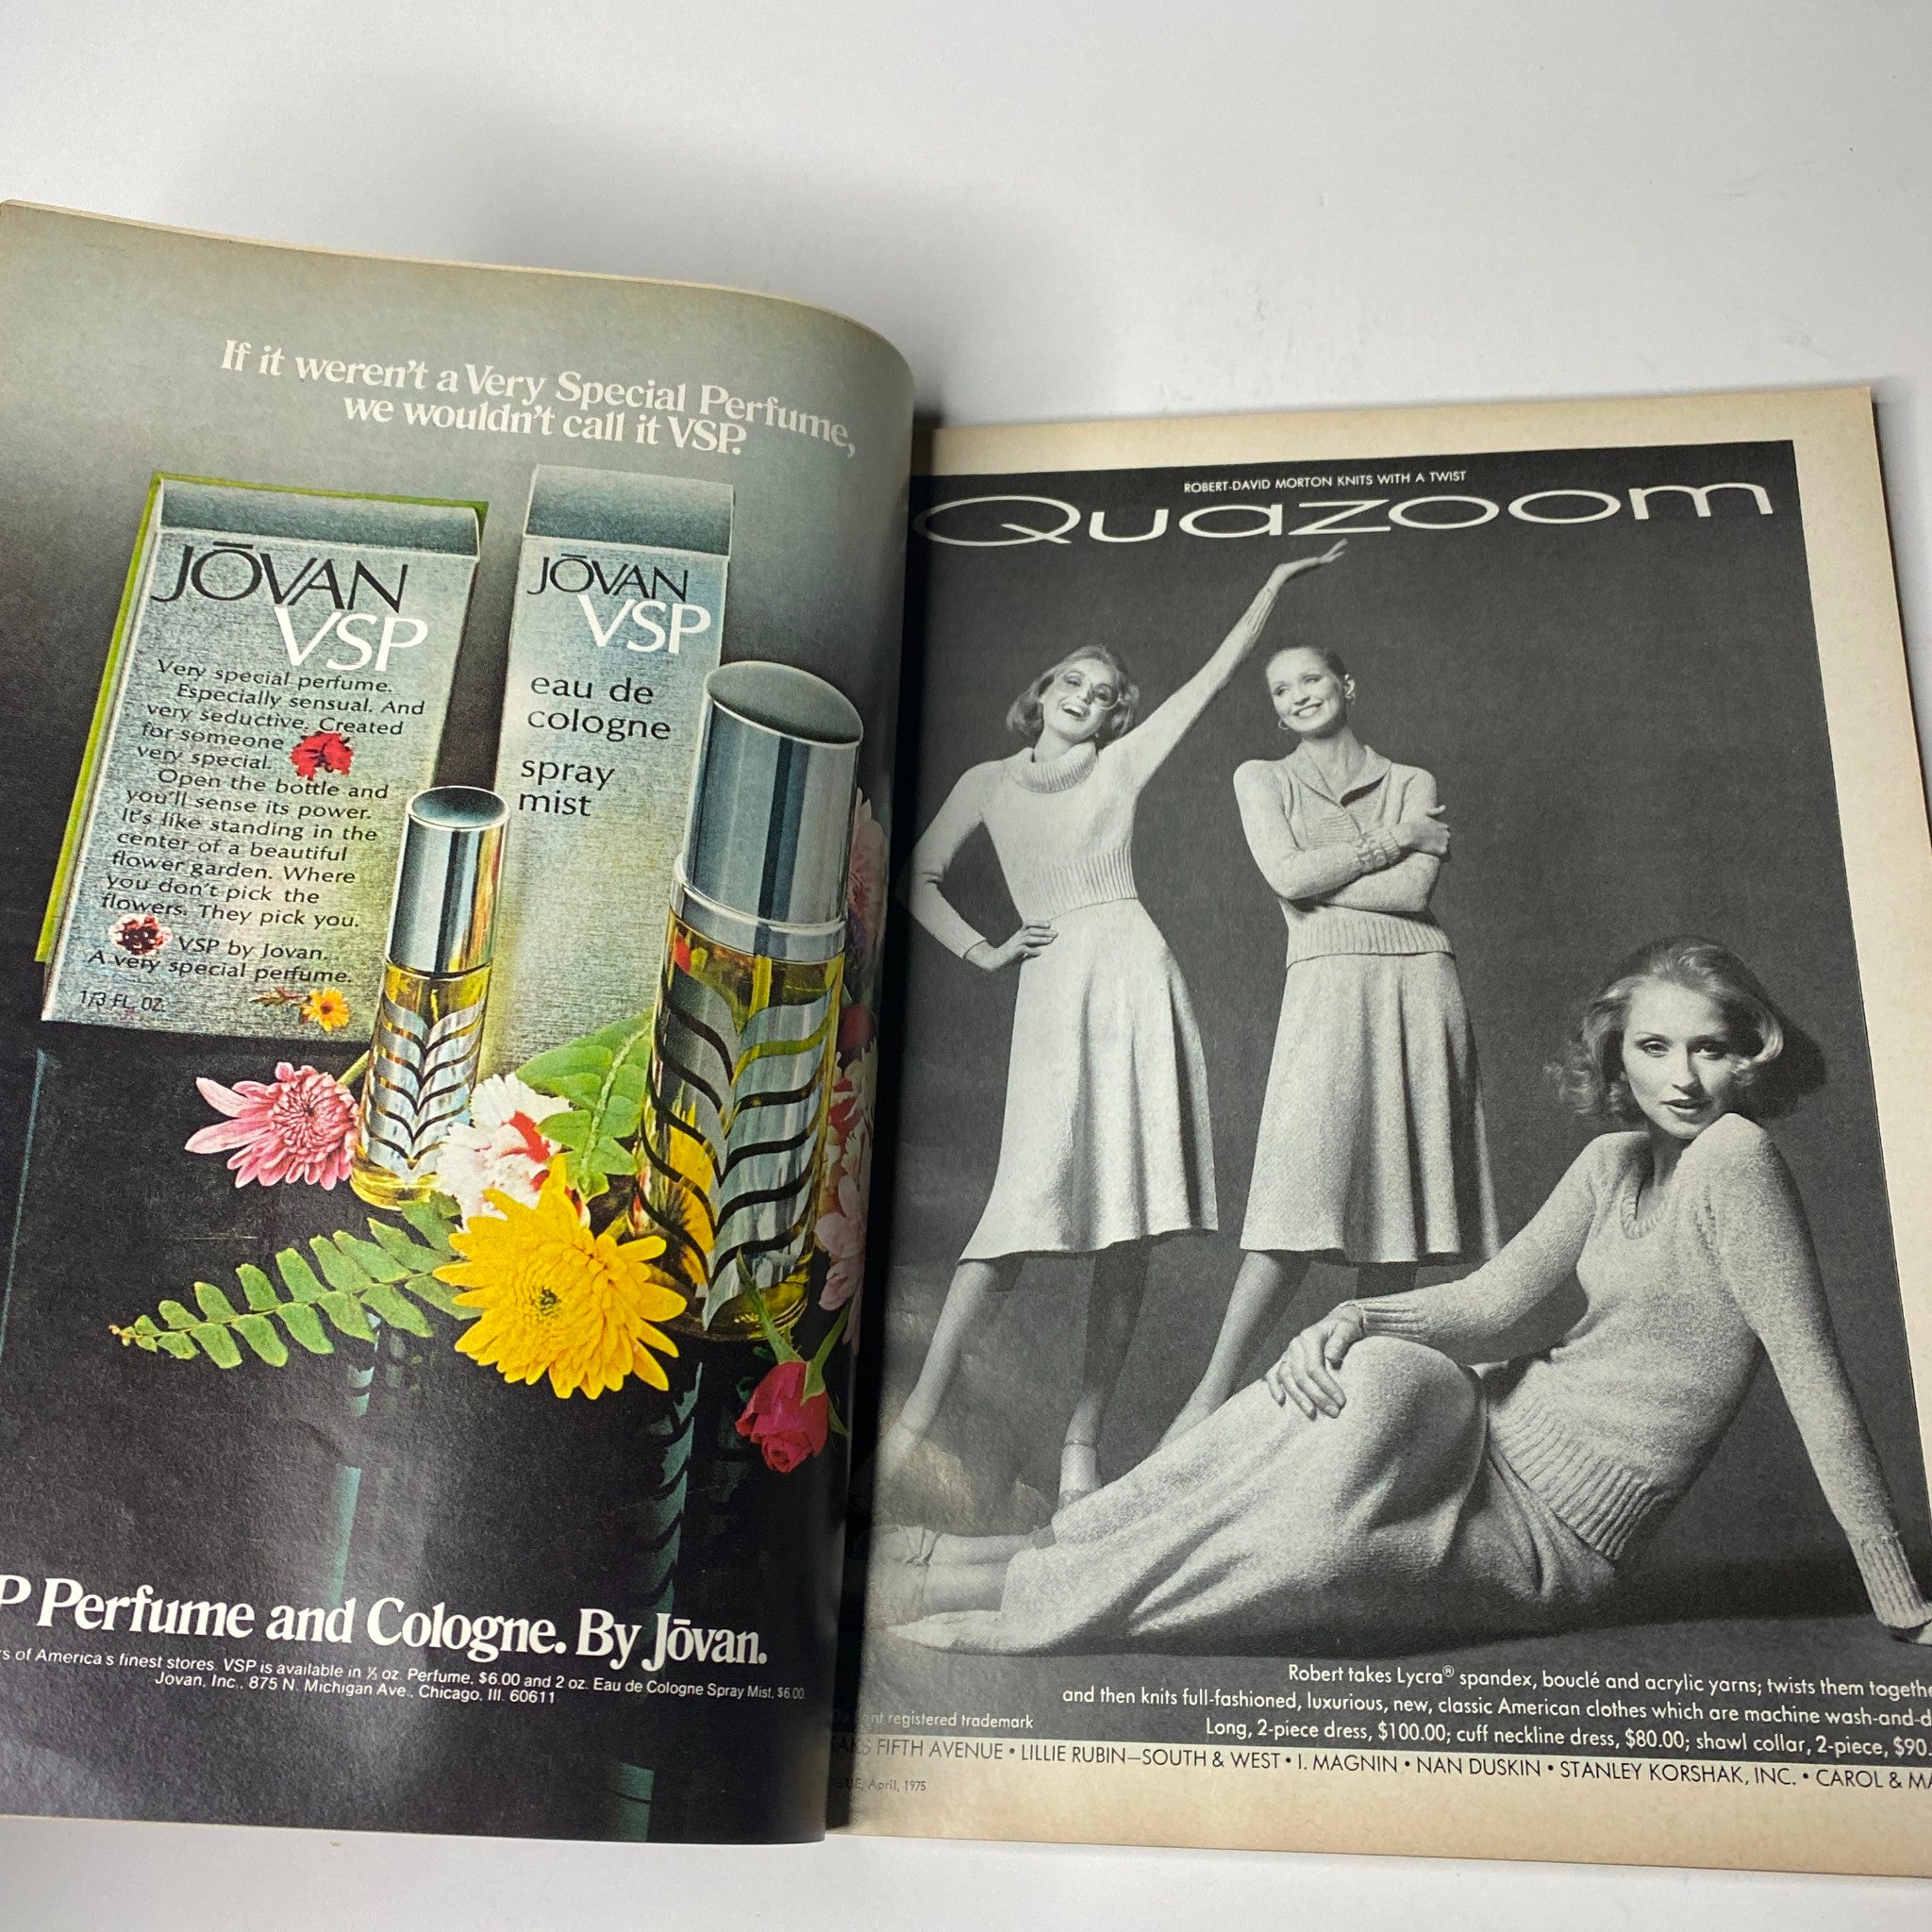 If it weren't a Very Special Perfume,
we wouldn't call it VSP.
JŌVAN
VSP
Very special perfume.
Especially sensual. And
very seductive. Created
for someone
very special.
Open the bottle and
you'll sense its power.
It's like standing in the
center of a beautiful
flower garden. Where
you don't pick the
flowers. They pick you.
VSP by Jovan...
A very special perfume.
1/3 FL. OZ.
JŌVAN
VSP
eau de
cologne
spray
mist
P Perfume and Cologne. By Jōvan.
of America's finest stores. VSP is available in ⅓ oz. Perfume, $6.00 and 2 oz. Eau de Cologne Spray Mist, $6.00
Jovan, Inc., 875 N. Michigan Ave., Chicago, Ill. 60611
ROBERT-DAVID MORTON KNITS WITH A TWIST
Quazoom
Robert takes Lycra® spandex, bouclé and acrylic yarns; twists them
and then knits full-fashioned, luxurious, new, classic American clothes which are machine wash-and-
Long, 2-piece dress, $100.00; cuff neckline dress, $80.00; shawl collar, 2-piece, $90.
registered trademark
FIFTH AVENUE • LILLIE RUBIN—SOUTH & WEST • I. MAGNIN • NAN DUSKIN • STANLEY KORSHAK, INC. • CAROL &
April, 1975